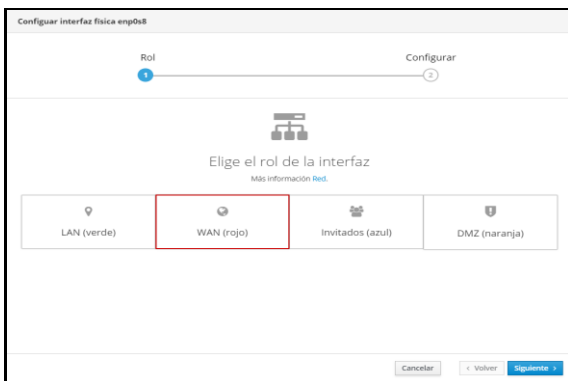 Configuar interfaz física enp0s8
Rol
Configurar
1
2
Elige el rol de la interfaz
Más información Red.
LAN (verde)
WAN (rojo)
Invitados (azul)
DMZ (naranja)
Cancelar
< Volver
Siguiente >